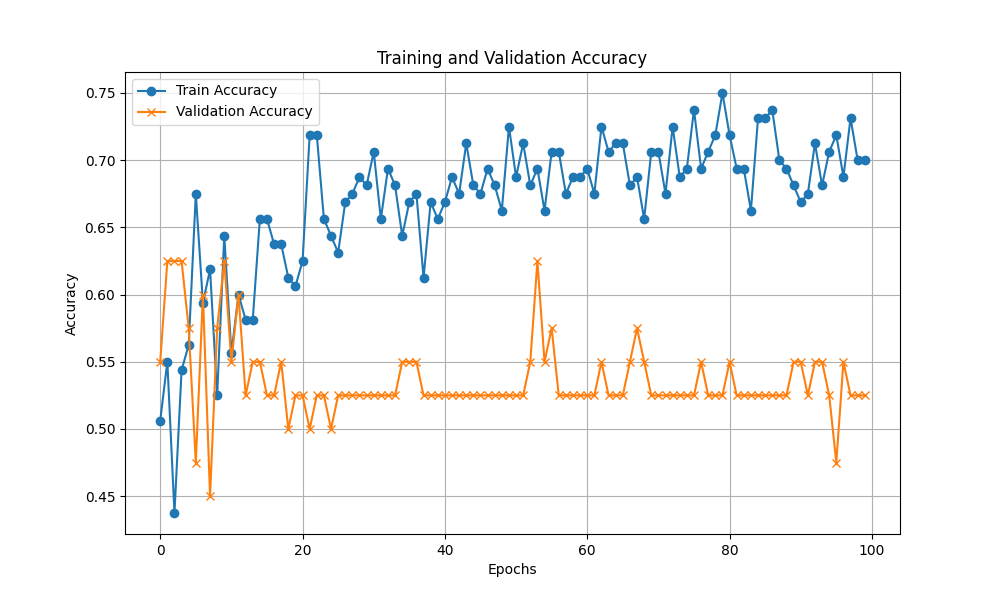 Training and Validation Accuracy
Train Accuracy
Validation Accuracy
Accuracy
0.75
0.70
0.65
0.60
0.55
0.50
0.45
0 20 40 60 80 100
Epochs